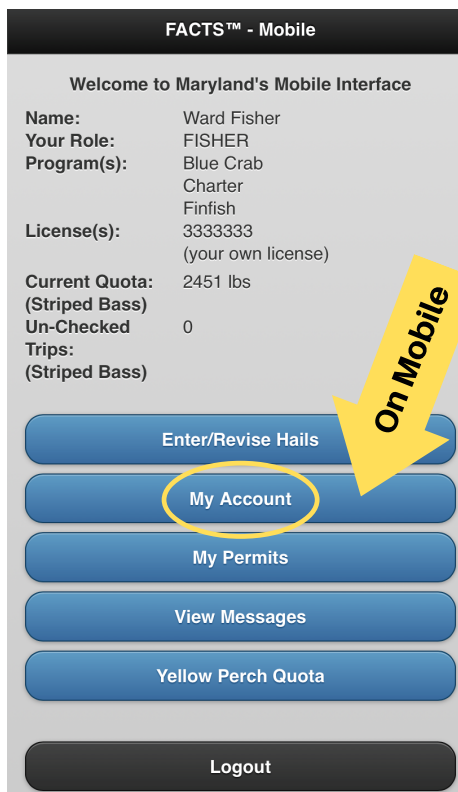 FACTS™ - Mobile
Welcome to Maryland's Mobile Interface
Name: Ward Fisher
Your Role: FISHER
Program(s): Blue Crab
Charter
Finfish
License(s): 3333333
(your own license)
Current Quota: 2451 lbs
(Striped Bass)
Un-Checked 0
Trips:
(Striped Bass)
On Mobile
Enter/Revise Hails
My Account
My Permits
View Messages
Yellow Perch Quota
Logout